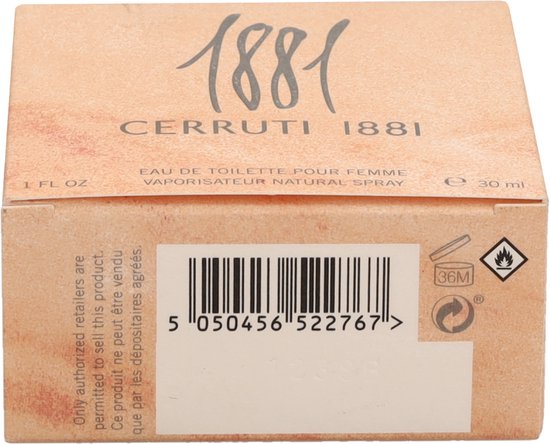 1881
CERRUTI 1881
EAU DE TOILETTE POUR FEMME
VAPORISATEUR NATURAL SPRAY
1 FL OZ
℮ 30 ml
Only authorized retailers are
permitted to sell this product.
Ce produit ne peut être vendu
que par les dépositaires agréés.
5 050456 522767 >
36M
®